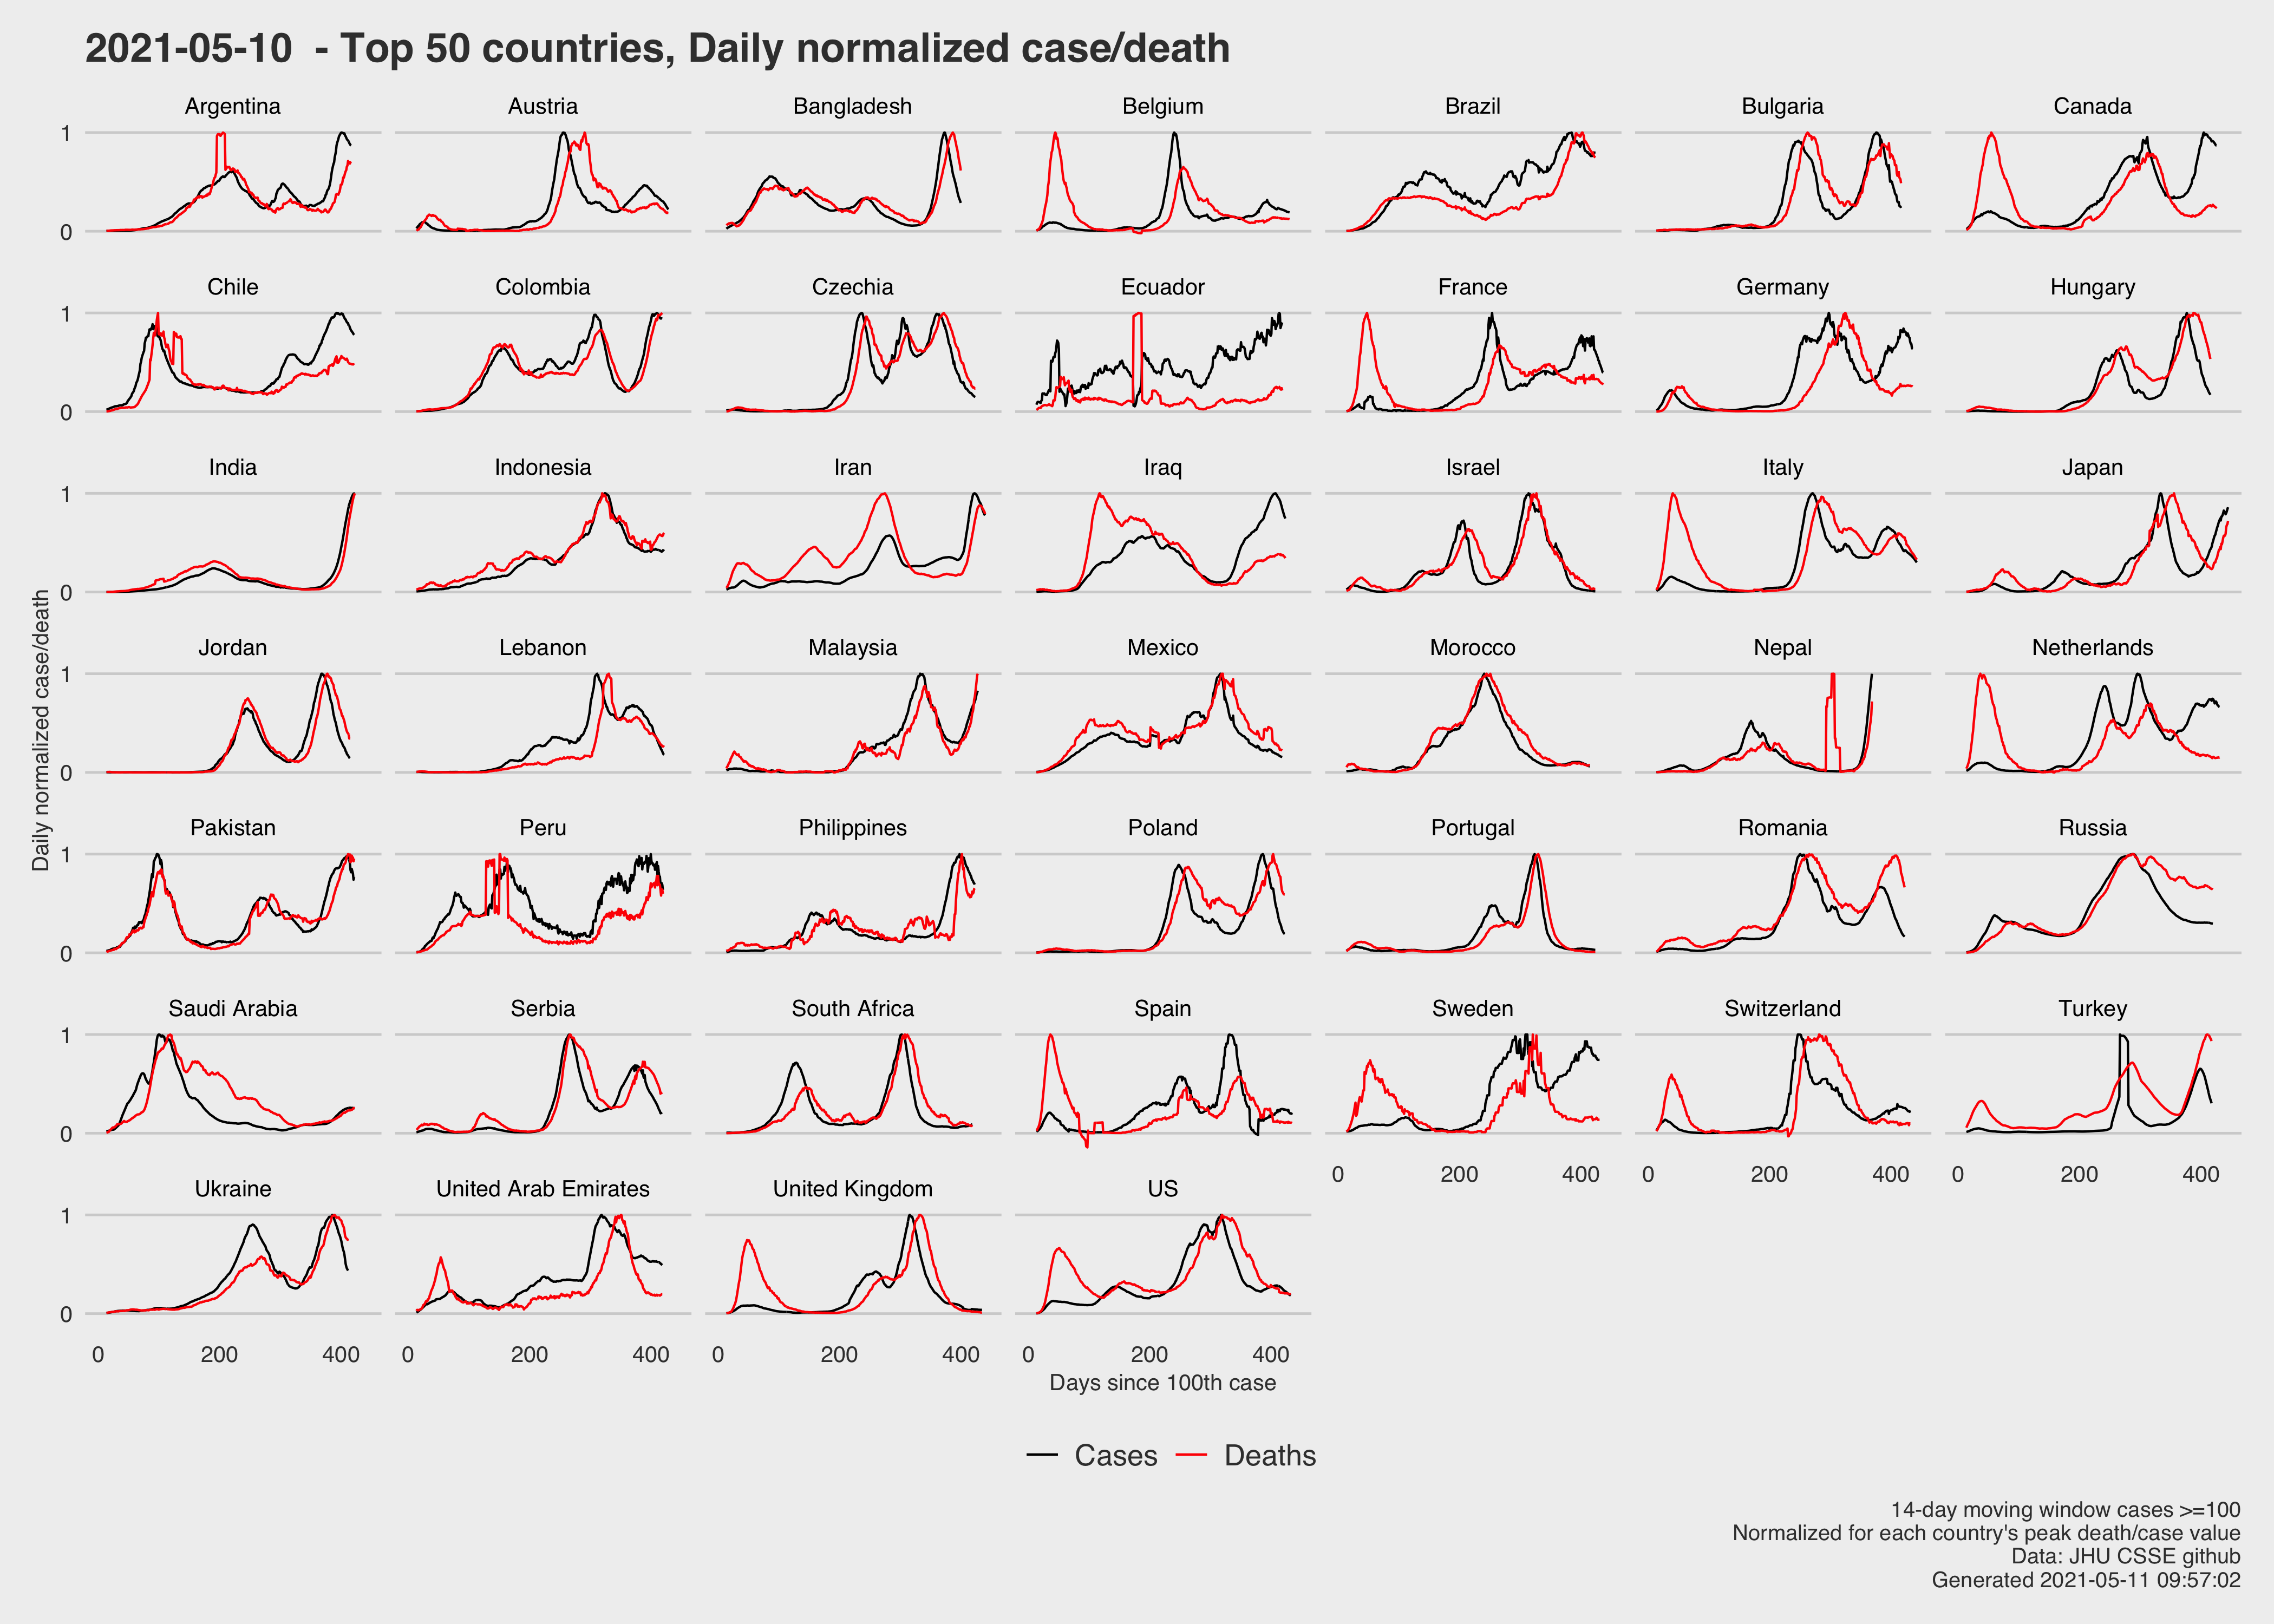 2021-05-10  - Top 50 countries, Daily normalized case/death
Argentina Austria Bangladesh Belgium Brazil Bulgaria Canada
1
0
Chile Colombia Czechia Ecuador France Germany Hungary
1
0
India Indonesia Iran Iraq Israel Italy Japan
1
0
Daily normalized case/death
Jordan Lebanon Malaysia Mexico Morocco Nepal Netherlands
1
0
Pakistan Peru Philippines Poland Portugal Romania Russia
1
0
Saudi Arabia Serbia South Africa Spain Sweden Switzerland Turkey
1
0
0 200 400 0 200 400 0 200 400
Ukraine United Arab Emirates United Kingdom US
1
0
0 200 400 0 200 400 0 200 400 0 200 400
Days since 100th case
Cases Deaths
14-day moving window cases >=100
Normalized for each country's peak death/case value
Data: JHU CSSE github
Generated 2021-05-11 09:57:02